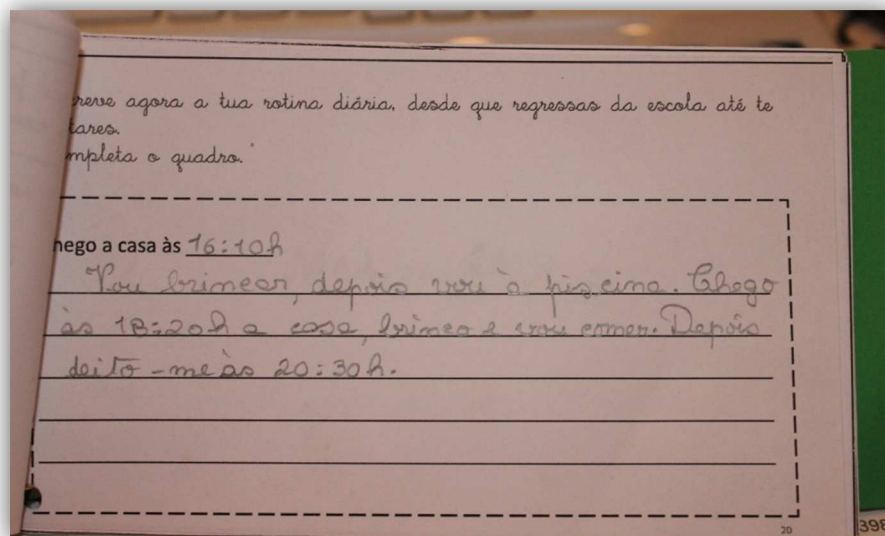 reve agora a tua rotina diária, desde que regressas da escola até te
tares.
mpleta o quadro.
hego a casa às 16:10h
Vou brincar, depois vou à piscina. Chego
às 18:20h a casa, brinco e vou comer. Depois
deito-me às 20:30h.
20
398